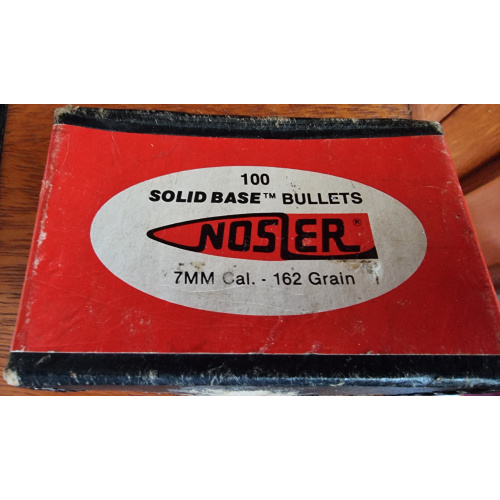 100
SOLID BASE™ BULLETS
NOSLER®
7MM Cal. - 162 Grain